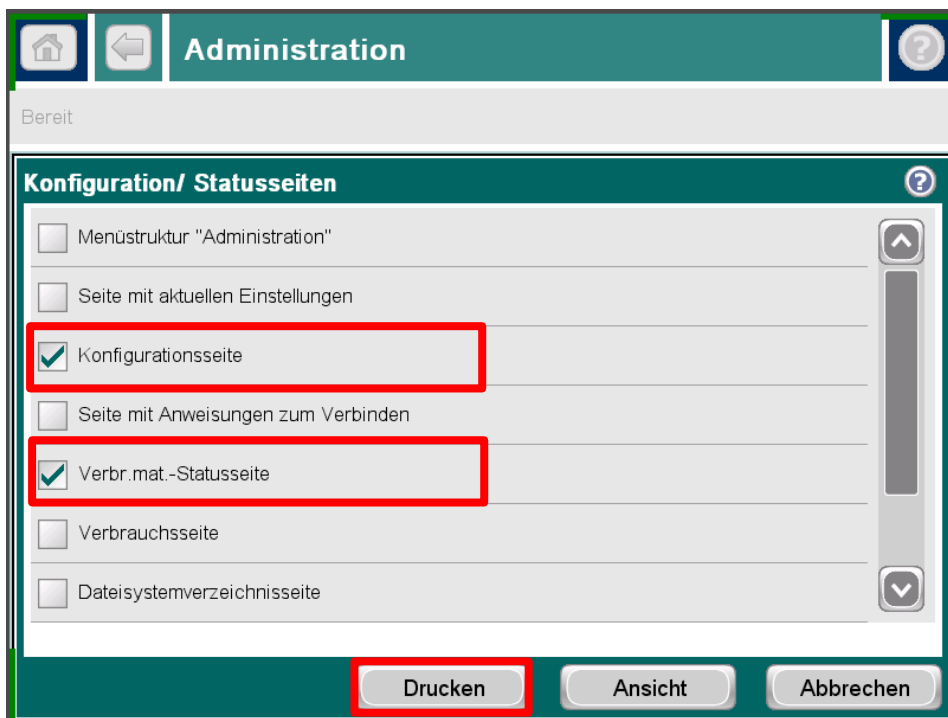 Administration
Bereit
Konfiguration/ Statusseiten
Menüstruktur "Administration"
Seite mit aktuellen Einstellungen
Konfigurationsseite
Seite mit Anweisungen zum Verbinden
Verbr.mat.-Statusseite
Verbrauchsseite
Dateisystemverzeichnisseite
Drucken Ansicht Abbrechen